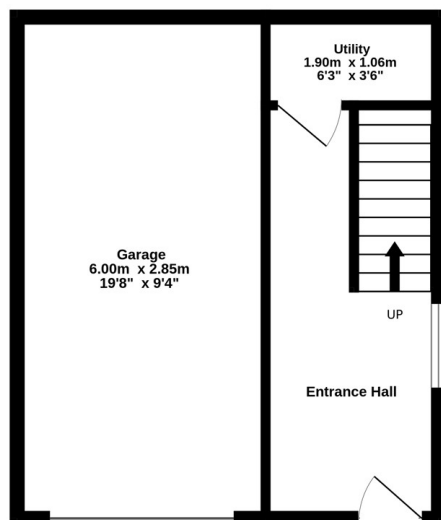 Utility
1.90m x 1.06m
6'3" x 3'6"
Garage
6.00m x 2.85m
19'8" x 9'4"
UP
Entrance Hall